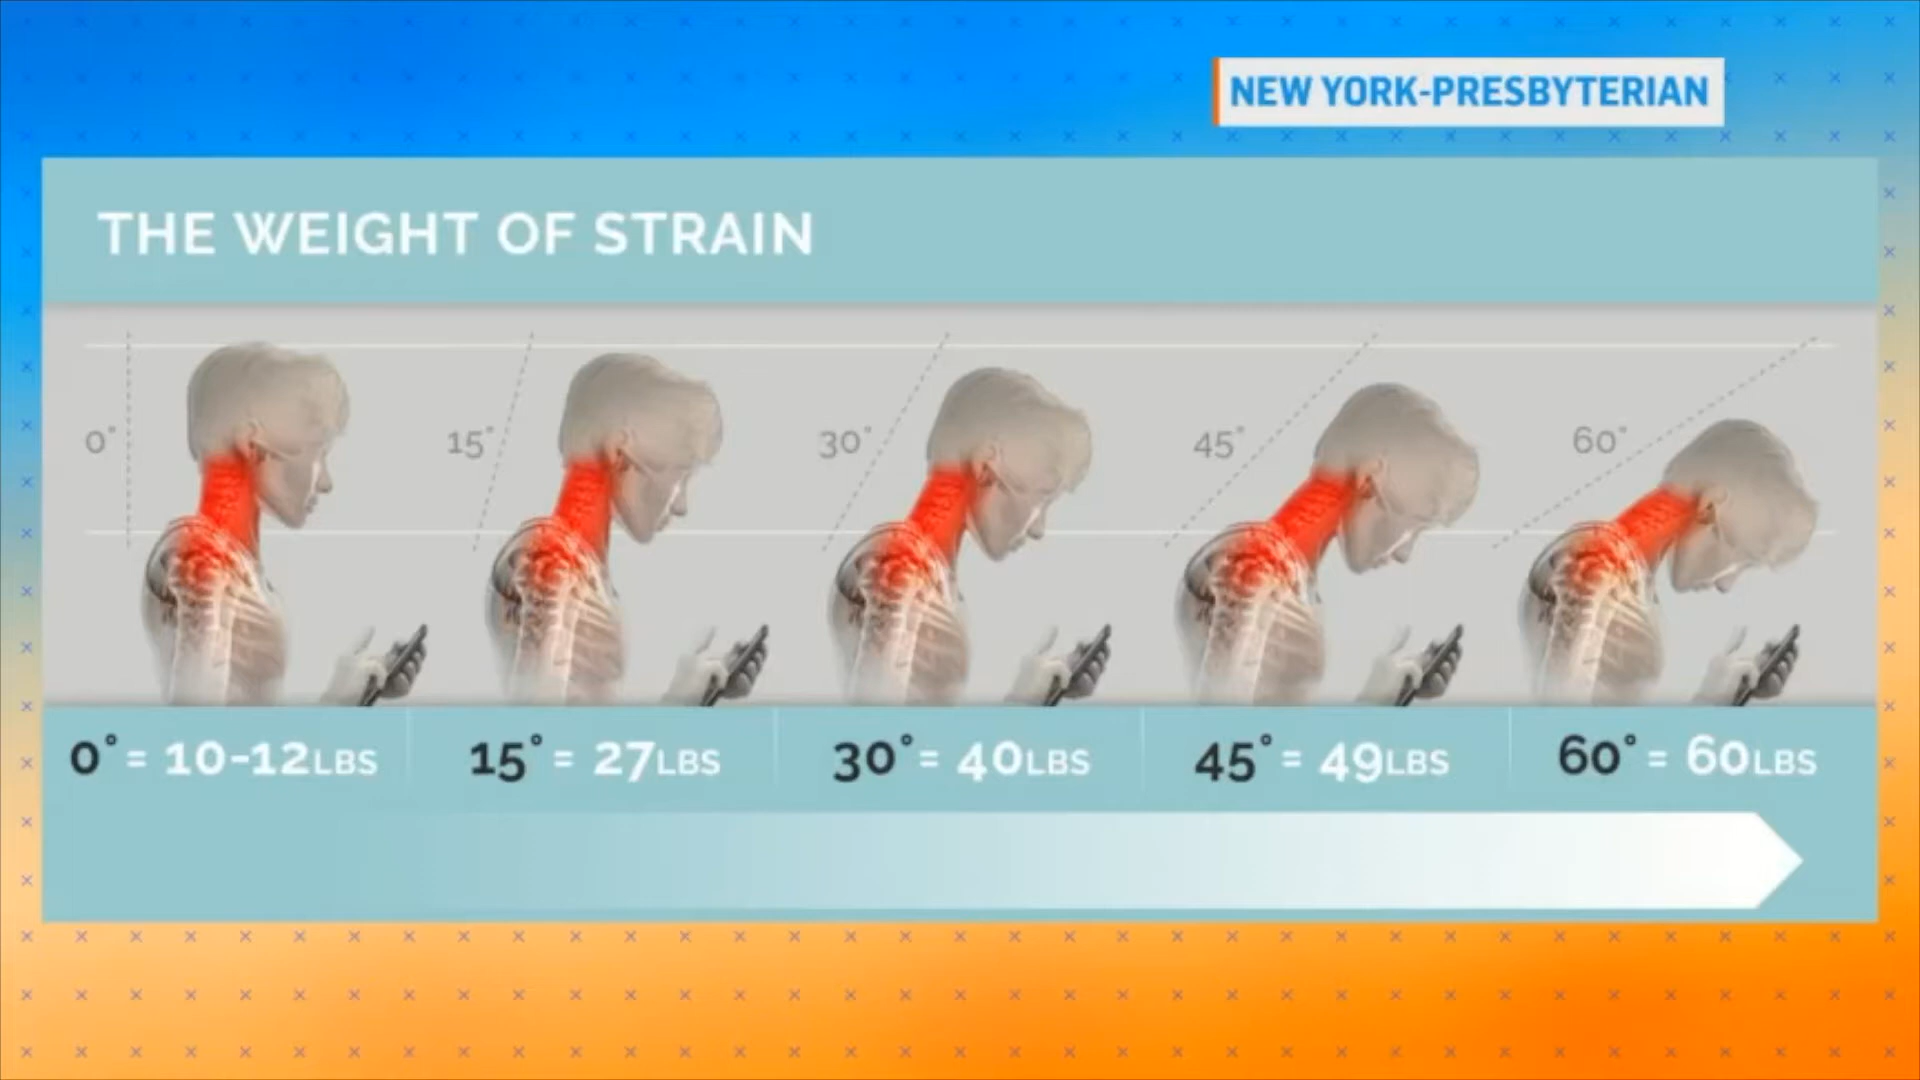 NEW YORK-PRESBYTERIAN
THE WEIGHT OF STRAIN
0° 15° 30° 45° 60°
0° = 10-12LBS 15° = 27LBS 30° = 40LBS 45° = 49LBS 60° = 60LBS